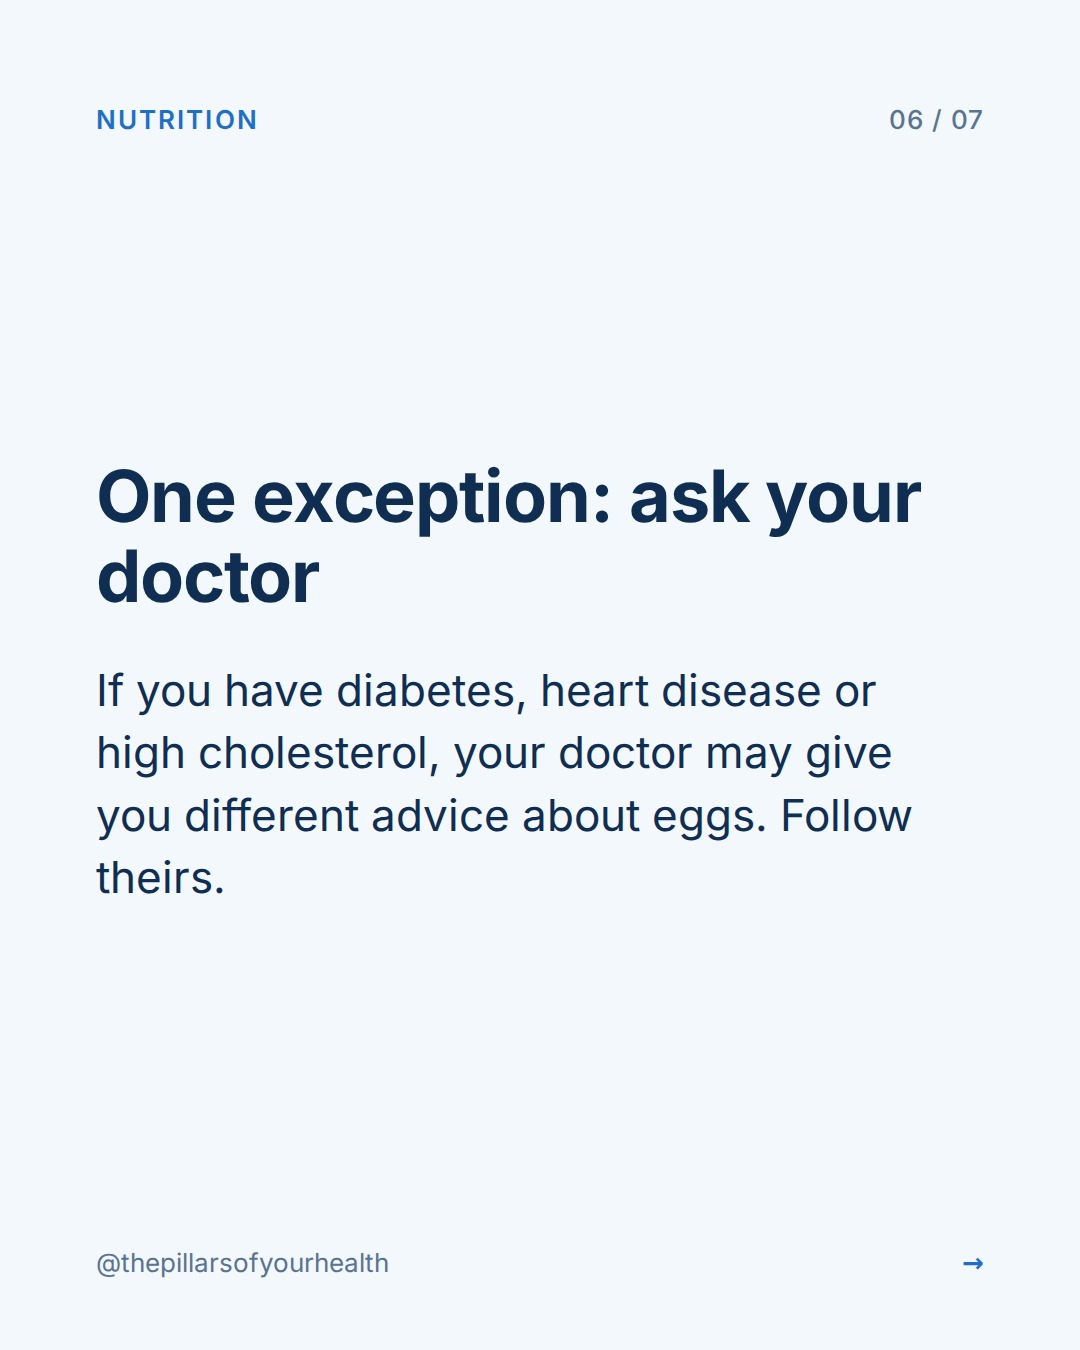 NUTRITION
06 / 07
One exception: ask your
doctor
If you have diabetes, heart disease or
high cholesterol, your doctor may give
you different advice about eggs. Follow
theirs.
@thepillarsofyourhealth
→